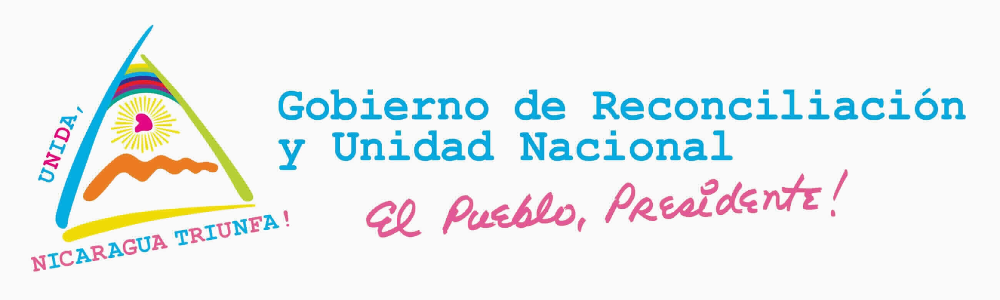 UNIDA,
NICARAGUA TRIUNFA!
Gobierno de Reconciliación
y Unidad Nacional
El Pueblo, Presidente!